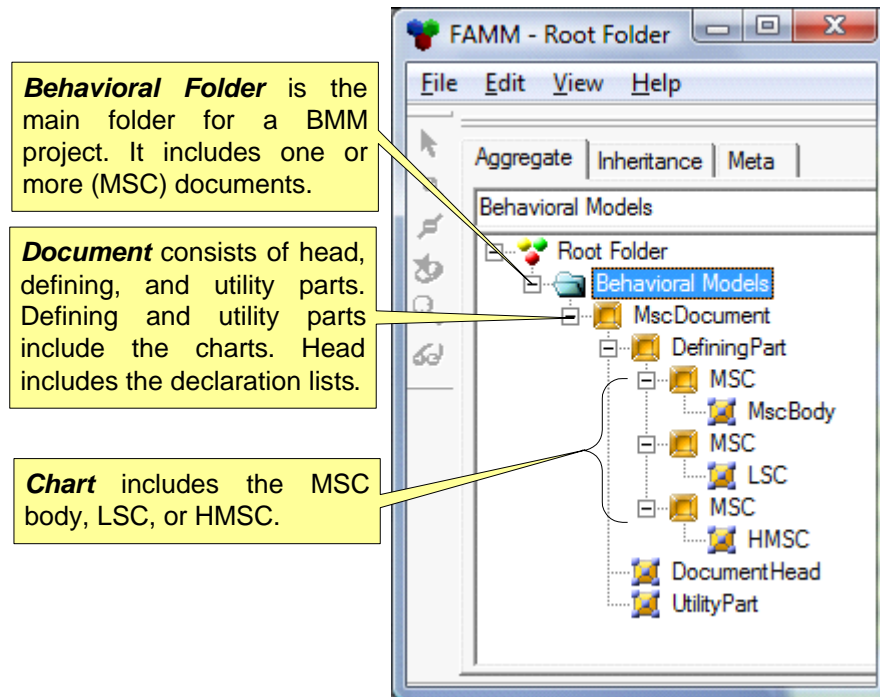 FAMM - Root Folder
File Edit View Help
Behavioral Folder is the
main folder for a BMM
project. It includes one or
more (MSC) documents.
Aggregate Inheritance Meta
Behavioral Models
Document consists of head,
defining, and utility parts.
Defining and utility parts
include the charts. Head
includes the declaration lists.
Root Folder
Behavioral Models
MscDocument
DefiningPart
MSC
MscBody
MSC
LSC
MSC
HMSC
DocumentHead
UtilityPart
Chart includes the MSC
body, LSC, or HMSC.